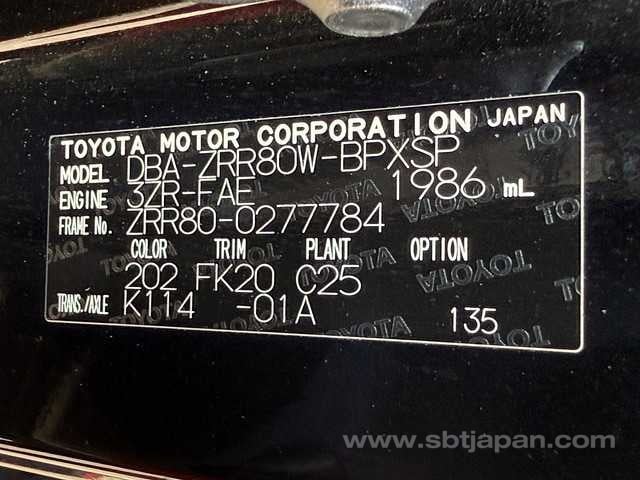 TOYOTA MOTOR CORPORATION JAPAN
MODEL DBA-ZRR80W-BPXSP
ENGINE 3ZR-FAE 1986 mL
FRAME No. ZRR80-0277784
COLOR TRIM PLANT OPTION
202 FK20 C25
TRANS./AXLE K114 -01A 135
www.sbtjapan.com